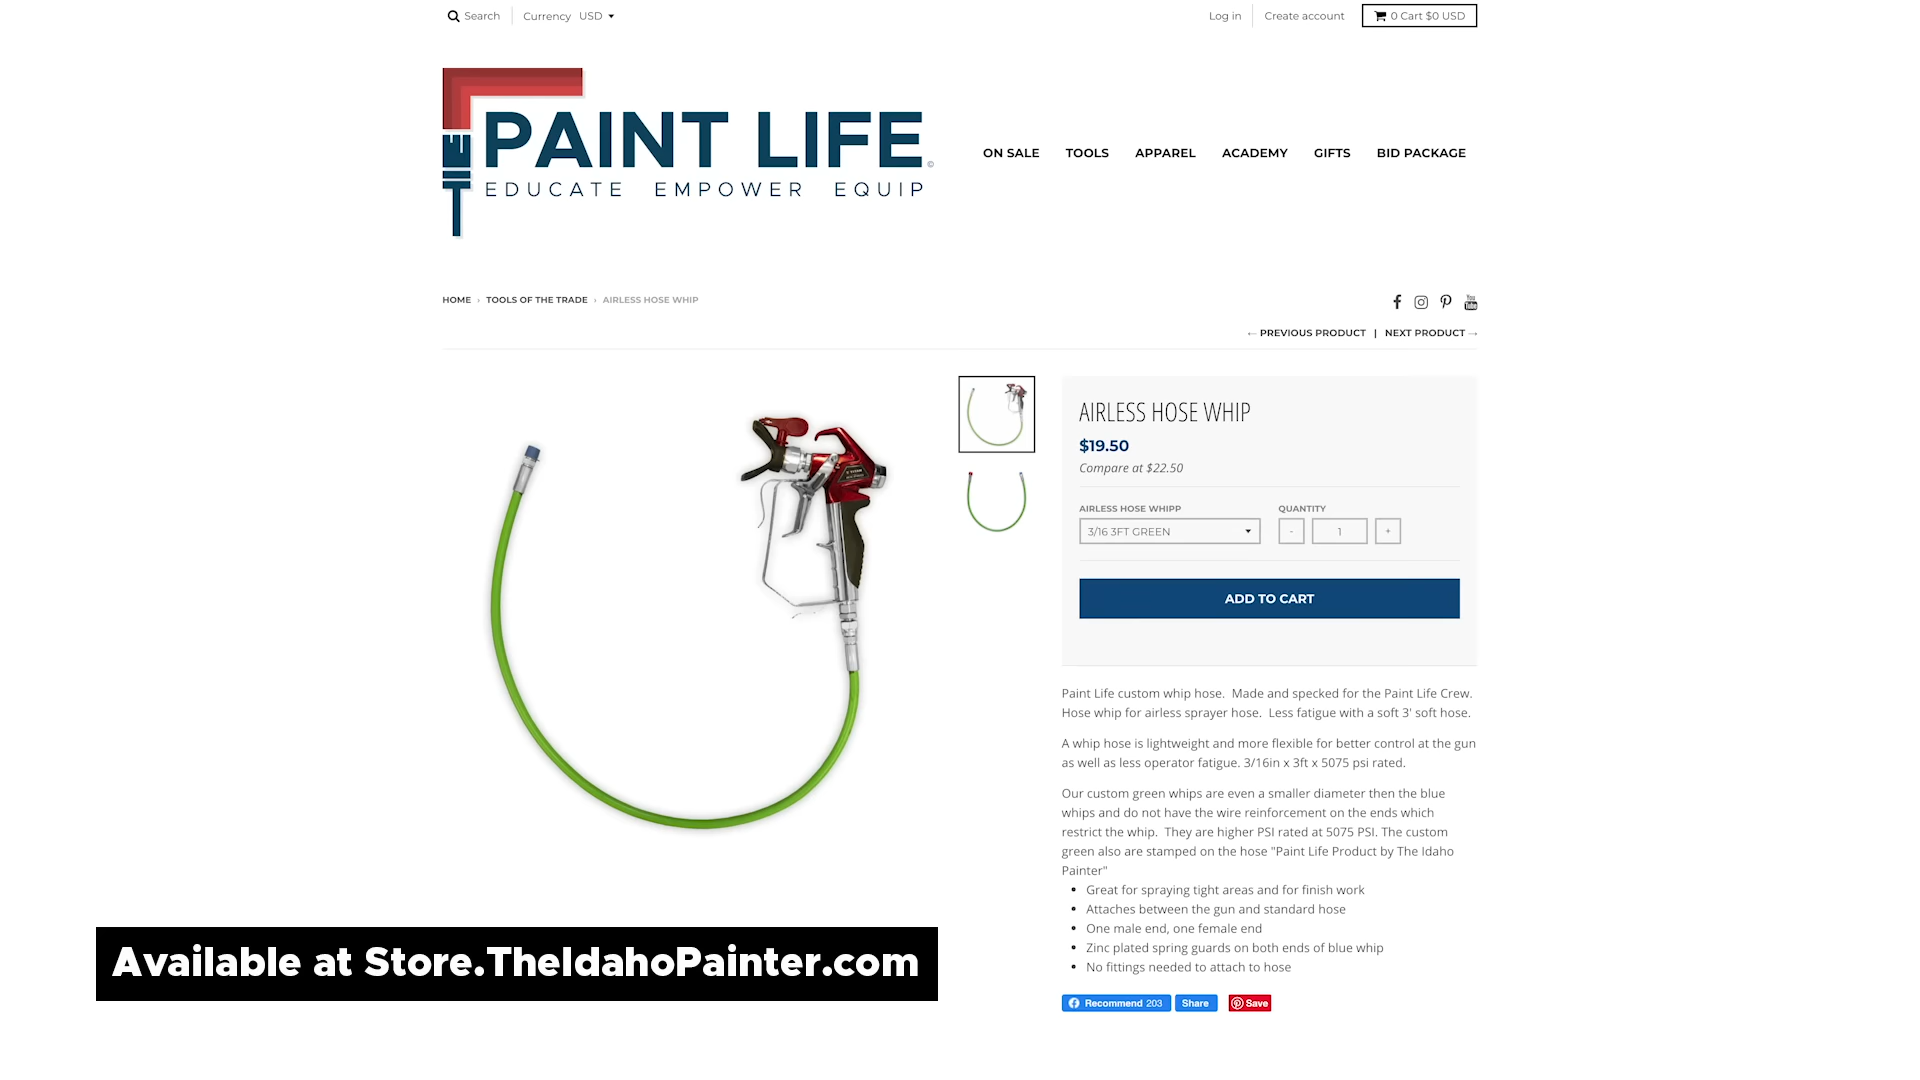 Search
Currency USD
Log in
Create account
0 Cart $0 USD
THE PAINT LIFE ©
EDUCATE EMPOWER EQUIP
ON SALE
TOOLS
APPAREL
ACADEMY
GIFTS
BID PACKAGE
HOME › TOOLS OF THE TRADE › AIRLESS HOSE WHIP
← PREVIOUS PRODUCT | NEXT PRODUCT →
AIRLESS HOSE WHIP
$19.50
Compare at $22.50
AIRLESS HOSE WHIPP
QUANTITY
3/16 3FT GREEN
- 1 +
ADD TO CART
Paint Life custom whip hose. Made and specked for the Paint Life Crew.
Hose whip for airless sprayer hose. Less fatigue with a soft 3' soft hose.
A whip hose is lightweight and more flexible for better control at the gun
as well as less operator fatigue. 3/16in x 3ft x 5075 psi rated.
Our custom green whips are even a smaller diameter then the blue
whips and do not have the wire reinforcement on the ends which
restrict the whip. They are higher PSI rated at 5075 PSI. The custom
green also are stamped on the hose "Paint Life Product by The Idaho
Painter"
• Great for spraying tight areas and for finish work
• Attaches between the gun and standard hose
• One male end, one female end
• Zinc plated spring guards on both ends of blue whip
• No fittings needed to attach to hose
Recommend 203
Share
Save
Available at Store.TheIdahoPainter.com